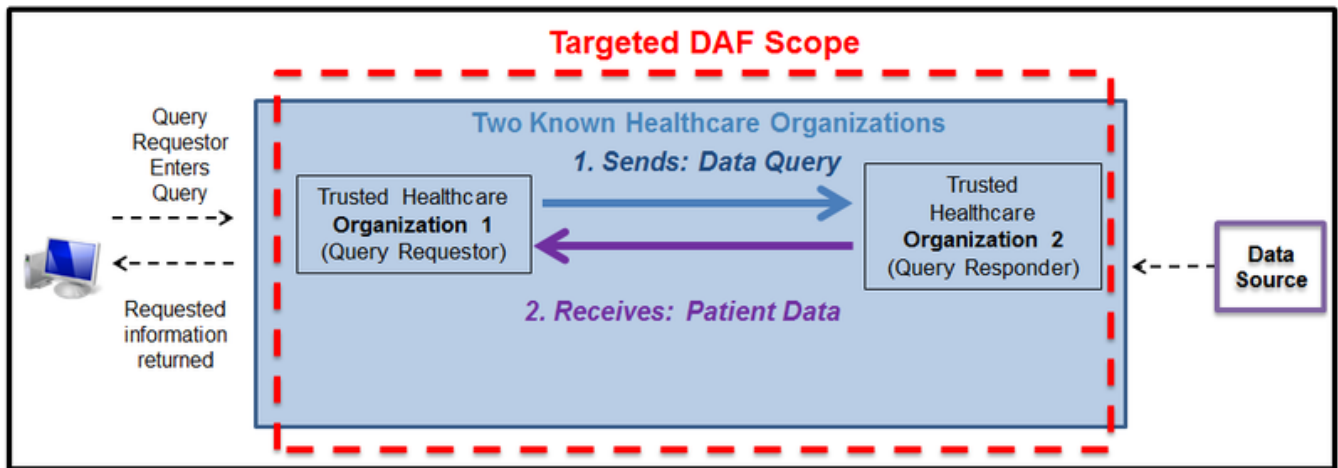 Targeted DAF Scope
Two Known Healthcare Organizations
1. Sends: Data Query
Query
Requestor
Enters
Query
Trusted Healthcare
Organization 1
(Query Requestor)
Trusted
Healthcare
Organization 2
(Query Responder)
Data
Source
2. Receives: Patient Data
Requested
information
returned